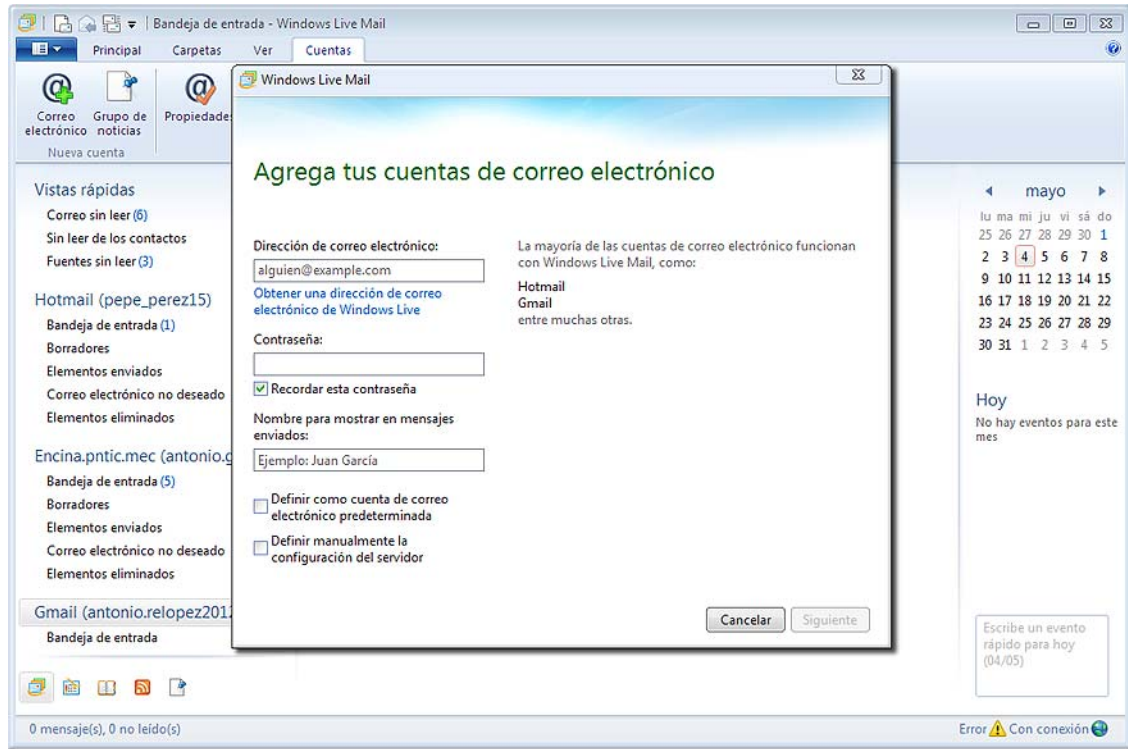 Bandeja de entrada - Windows Live Mail
Principal Carpetas Ver Cuentas
Correo electrónico
Grupo de noticias
Nueva cuenta
Vistas rápidas
Correo sin leer (6)
Sin leer de los contactos
Fuentes sin leer (3)
Hotmail (pepe_perez15)
Bandeja de entrada (1)
Borradores
Elementos enviados
Correo electrónico no deseado
Elementos eliminados
Encina.pntic.mec (antonio.g
Bandeja de entrada (5)
Borradores
Elementos enviados
Correo electrónico no deseado
Elementos eliminados
Gmail (antonio.relopez201
Bandeja de entrada
Windows Live Mail
Agrega tus cuentas de correo electrónico
Dirección de correo electrónico:
alguien@example.com
Obtener una dirección de correo
electrónico de Windows Live
Contraseña:
Recordar esta contraseña
Nombre para mostrar en mensajes
enviados:
Ejemplo: Juan García
Definir como cuenta de correo
electrónico predeterminada
Definir manualmente la
configuración del servidor
La mayoría de las cuentas de correo electrónico funcionan
con Windows Live Mail, como:
Hotmail
Gmail
entre muchas otras.
Cancelar Siguiente
mayo
lu ma mi ju vi sá do
25 26 27 28 29 30 1
2 3 4 5 6 7 8
9 10 11 12 13 14 15
16 17 18 19 20 21 22
23 24 25 26 27 28 29
30 31 1 2 3 4 5
Hoy
No hay eventos para este
mes
Escribe un evento
rápido para hoy
(04/05)
0 mensaje(s), 0 no leído(s)
Error Con conexión